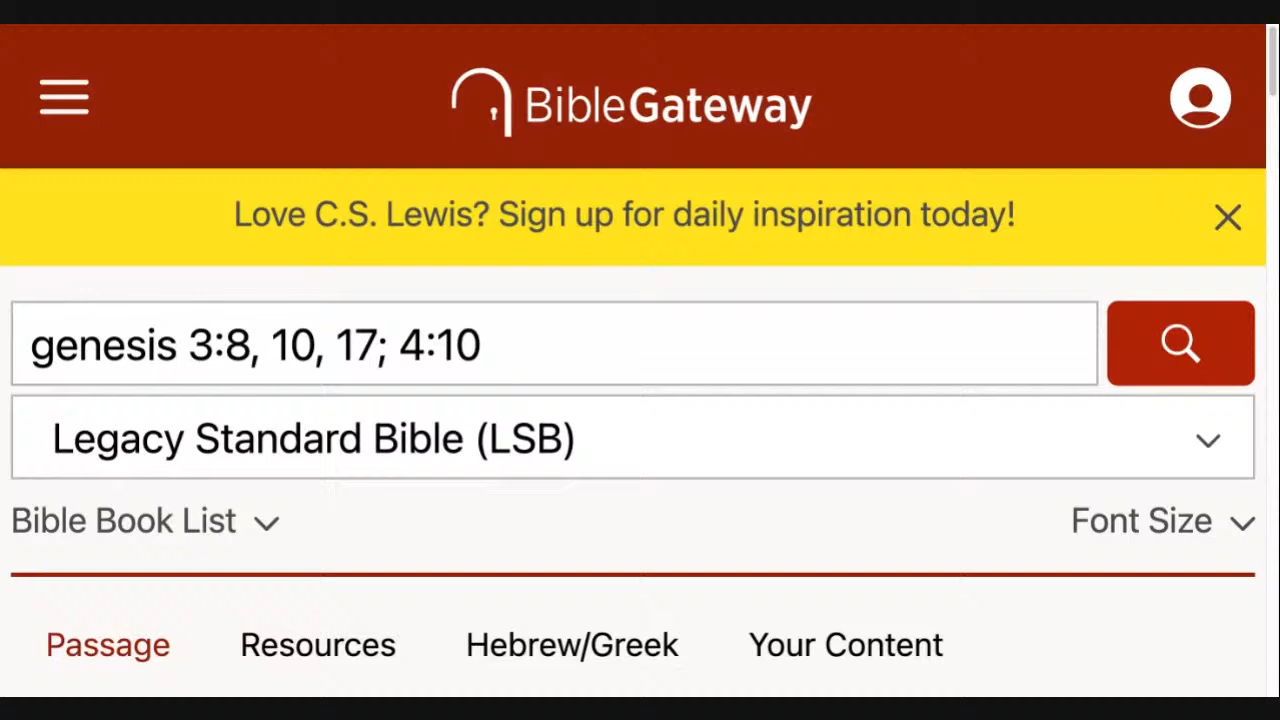 BibleGateway
Love C.S. Lewis? Sign up for daily inspiration today!
genesis 3:8, 10, 17; 4:10
Legacy Standard Bible (LSB)
Bible Book List Font Size
Passage Resources Hebrew/Greek Your Content